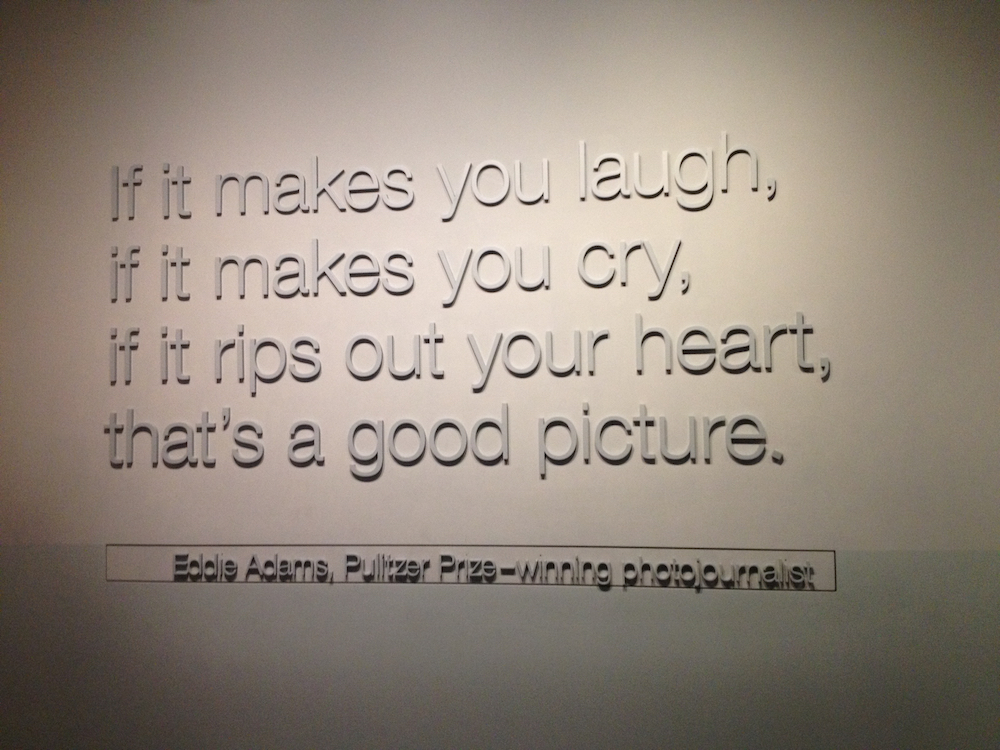 If it makes you laugh,
if it makes you cry,
if it rips out your heart,
that's a good picture.
Eddie Adams, Pulitzer Prize–winning photojournalist